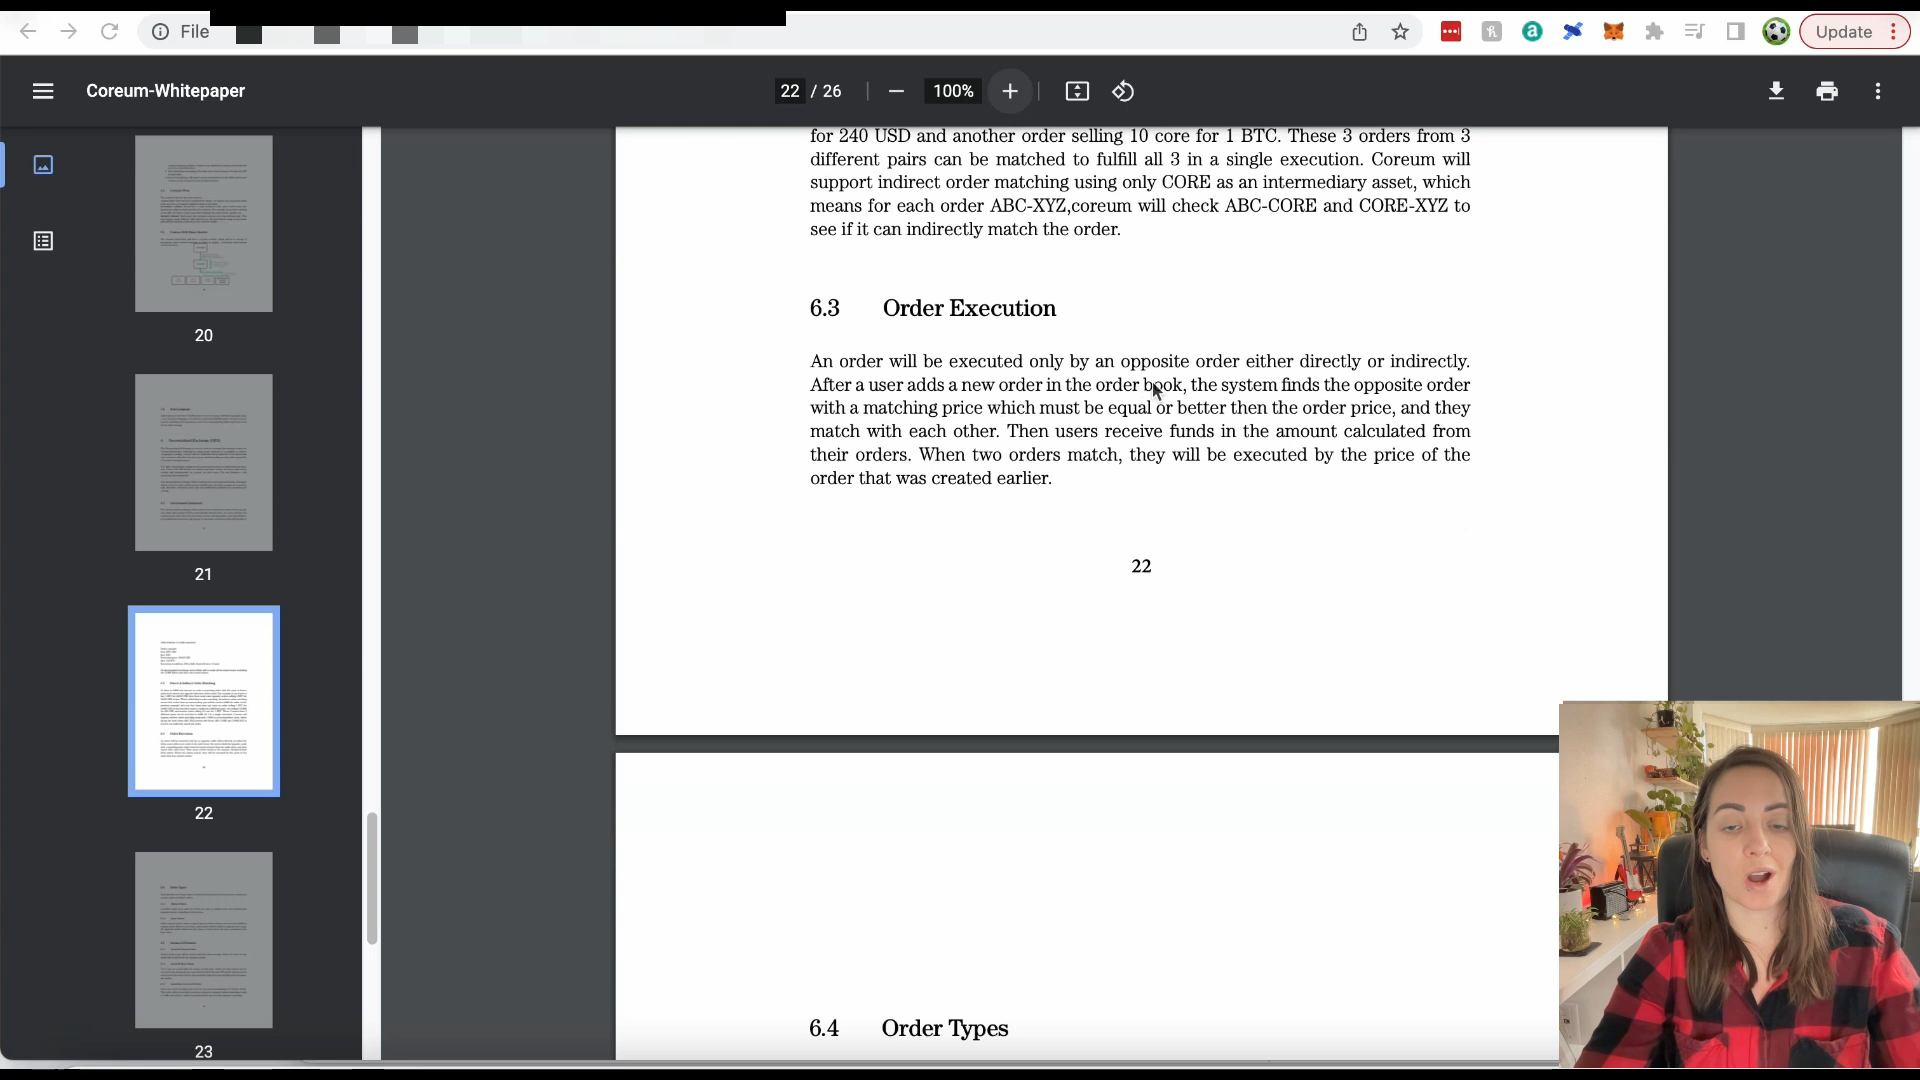 File
Update
Coreum-Whitepaper
22 / 26
100%
20
21
22
23
for 240 USD and another order selling 10 core for 1 BTC. These 3 orders from 3
different pairs can be matched to fulfill all 3 in a single execution. Coreum will
support indirect order matching using only CORE as an intermediary asset, which
means for each order ABC-XYZ,coreum will check ABC-CORE and CORE-XYZ to
see if it can indirectly match the order.
6.3 Order Execution
An order will be executed only by an opposite order either directly or indirectly.
After a user adds a new order in the order book, the system finds the opposite order
with a matching price which must be equal or better then the order price, and they
match with each other. Then users receive funds in the amount calculated from
their orders. When two orders match, they will be executed by the price of the
order that was created earlier.
22
6.4 Order Types